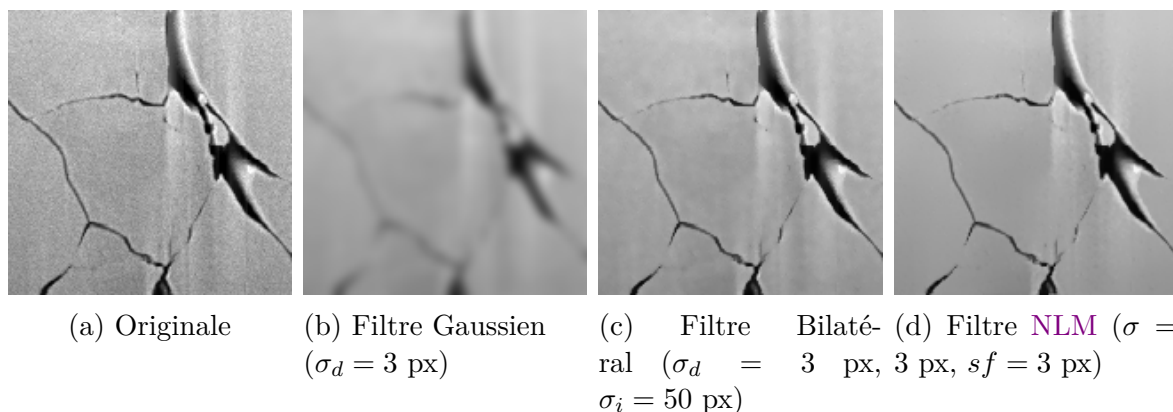 (a) Originale
(b) Filtre Gaussien
(σ_d = 3 px)
(c) Filtre Bilaté-
ral (σ_d = 3 px,
σ_i = 50 px)
(d) Filtre NLM (σ =
3 px, sf = 3 px)